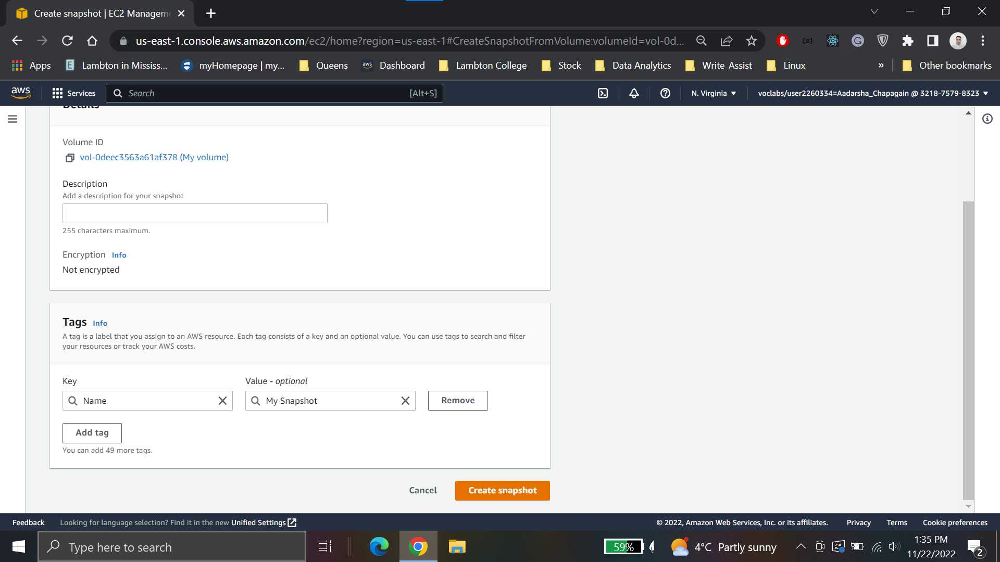 Create snapshot | EC2 Managem
us-east-1.console.aws.amazon.com/ec2/home?region=us-east-1#CreateSnapshotFromVolume:volumeId=vol-0d...
Apps
E
Lambton in Mississ...
myHomepage | my...
Queens
aws
Dashboard
Lambton College
Stock
Data Analytics
Write_Assist
Linux
»
Other bookmarks
aws
Services
Search
[Alt+S]
N. Virginia
voclabs/user2260334=Aadarsha_Chapagain @ 3218-7579-8323
Details
Volume ID
vol-0deec3563a61af378 (My volume)
Description
Add a description for your snapshot
255 characters maximum.
Encryption Info
Not encrypted
Tags Info
A tag is a label that you assign to an AWS resource. Each tag consists of a key and an optional value. You can use tags to search and filter
your resources or track your AWS costs.
Key
Value - optional
Name
My Snapshot
Remove
Add tag
You can add 49 more tags.
Cancel
Create snapshot
Feedback
Looking for language selection? Find it in the new Unified Settings
© 2022, Amazon Web Services, Inc. or its affiliates.
Privacy
Terms
Cookie preferences
Type here to search
59%
4°C Partly sunny
1:35 PM
11/22/2022
2